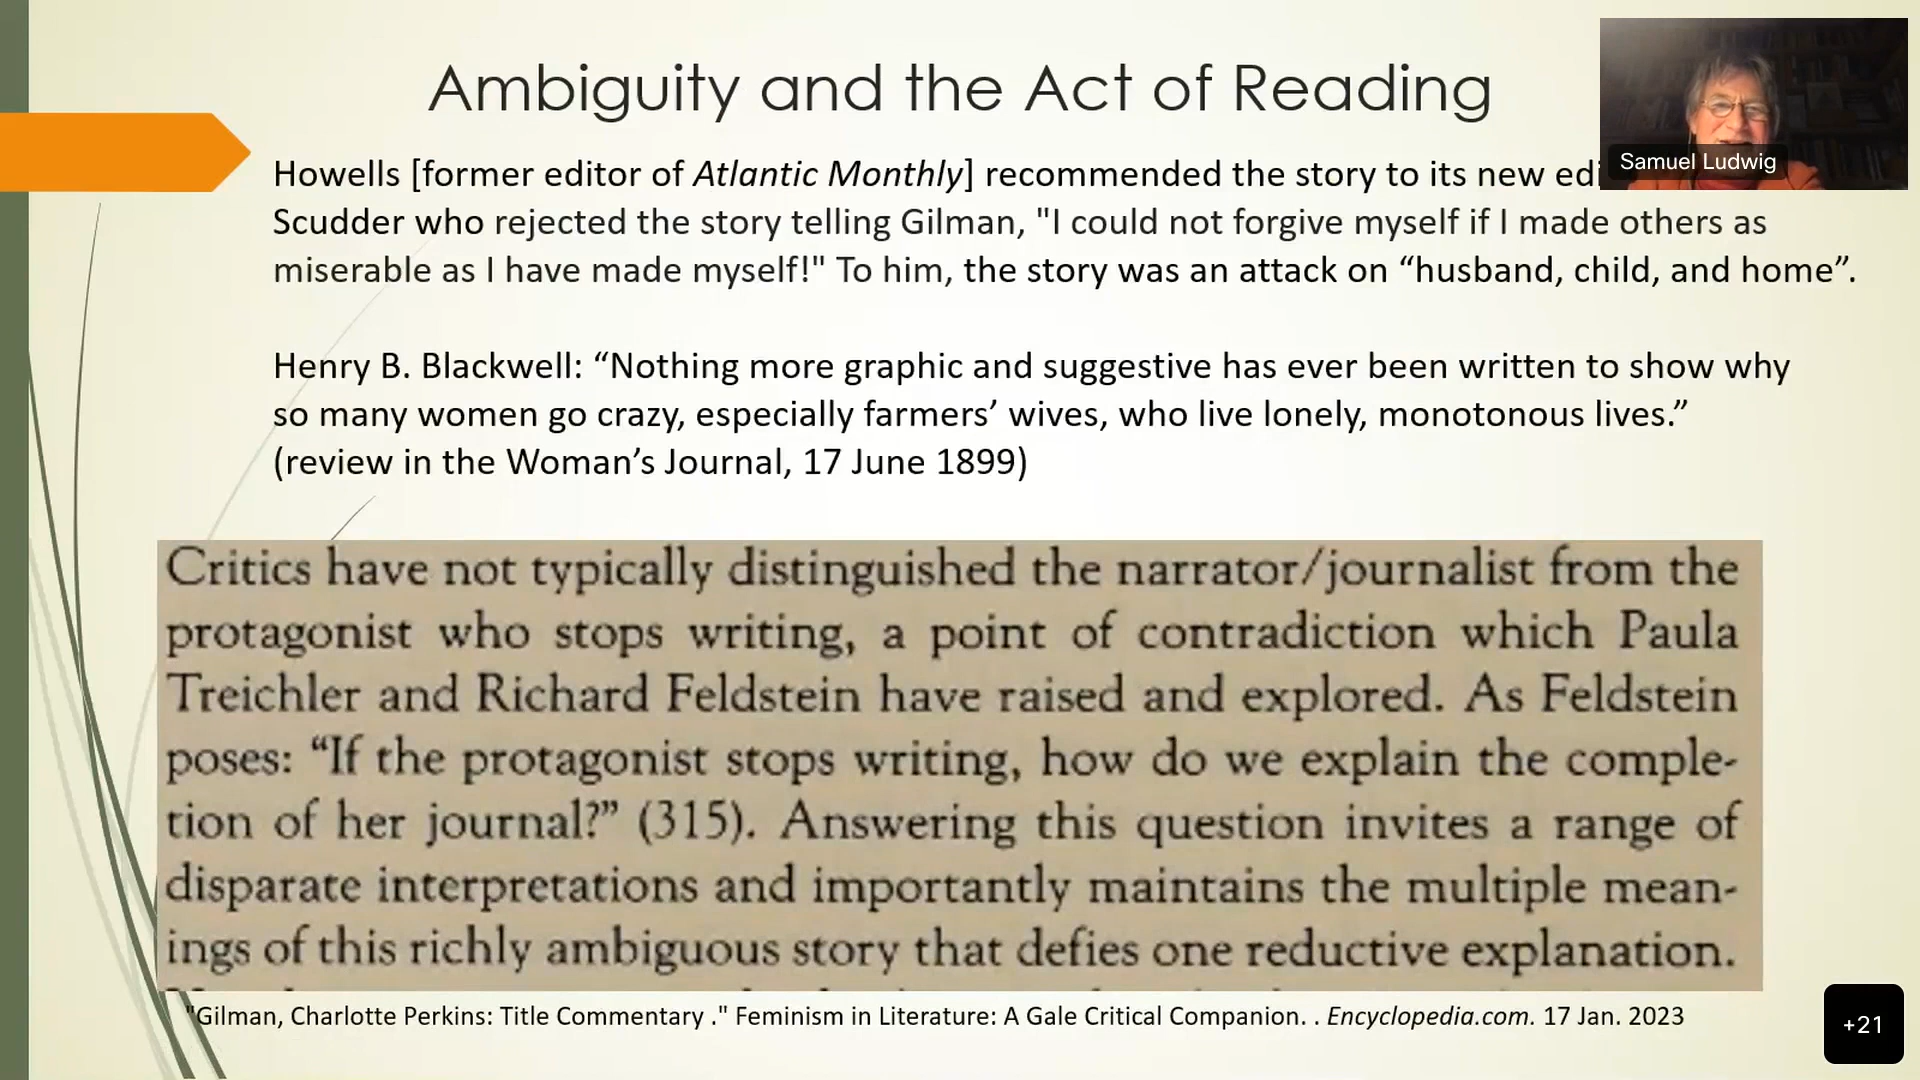 Ambiguity and the Act of Reading
Samuel Ludwig
Howells [former editor of Atlantic Monthly] recommended the story to its new edi
Scudder who rejected the story telling Gilman, "I could not forgive myself if I made others as
miserable as I have made myself!" To him, the story was an attack on “husband, child, and home”.
Henry B. Blackwell: “Nothing more graphic and suggestive has ever been written to show why
so many women go crazy, especially farmers’ wives, who live lonely, monotonous lives.”
(review in the Woman’s Journal, 17 June 1899)
Critics have not typically distinguished the narrator/journalist from the
protagonist who stops writing, a point of contradiction which Paula
Treichler and Richard Feldstein have raised and explored. As Feldstein
poses: “If the protagonist stops writing, how do we explain the comple-
tion of her journal?” (315). Answering this question invites a range of
disparate interpretations and importantly maintains the multiple mean-
ings of this richly ambiguous story that defies one reductive explanation.
"Gilman, Charlotte Perkins: Title Commentary ." Feminism in Literature: A Gale Critical Companion. . Encyclopedia.com. 17 Jan. 2023
+21